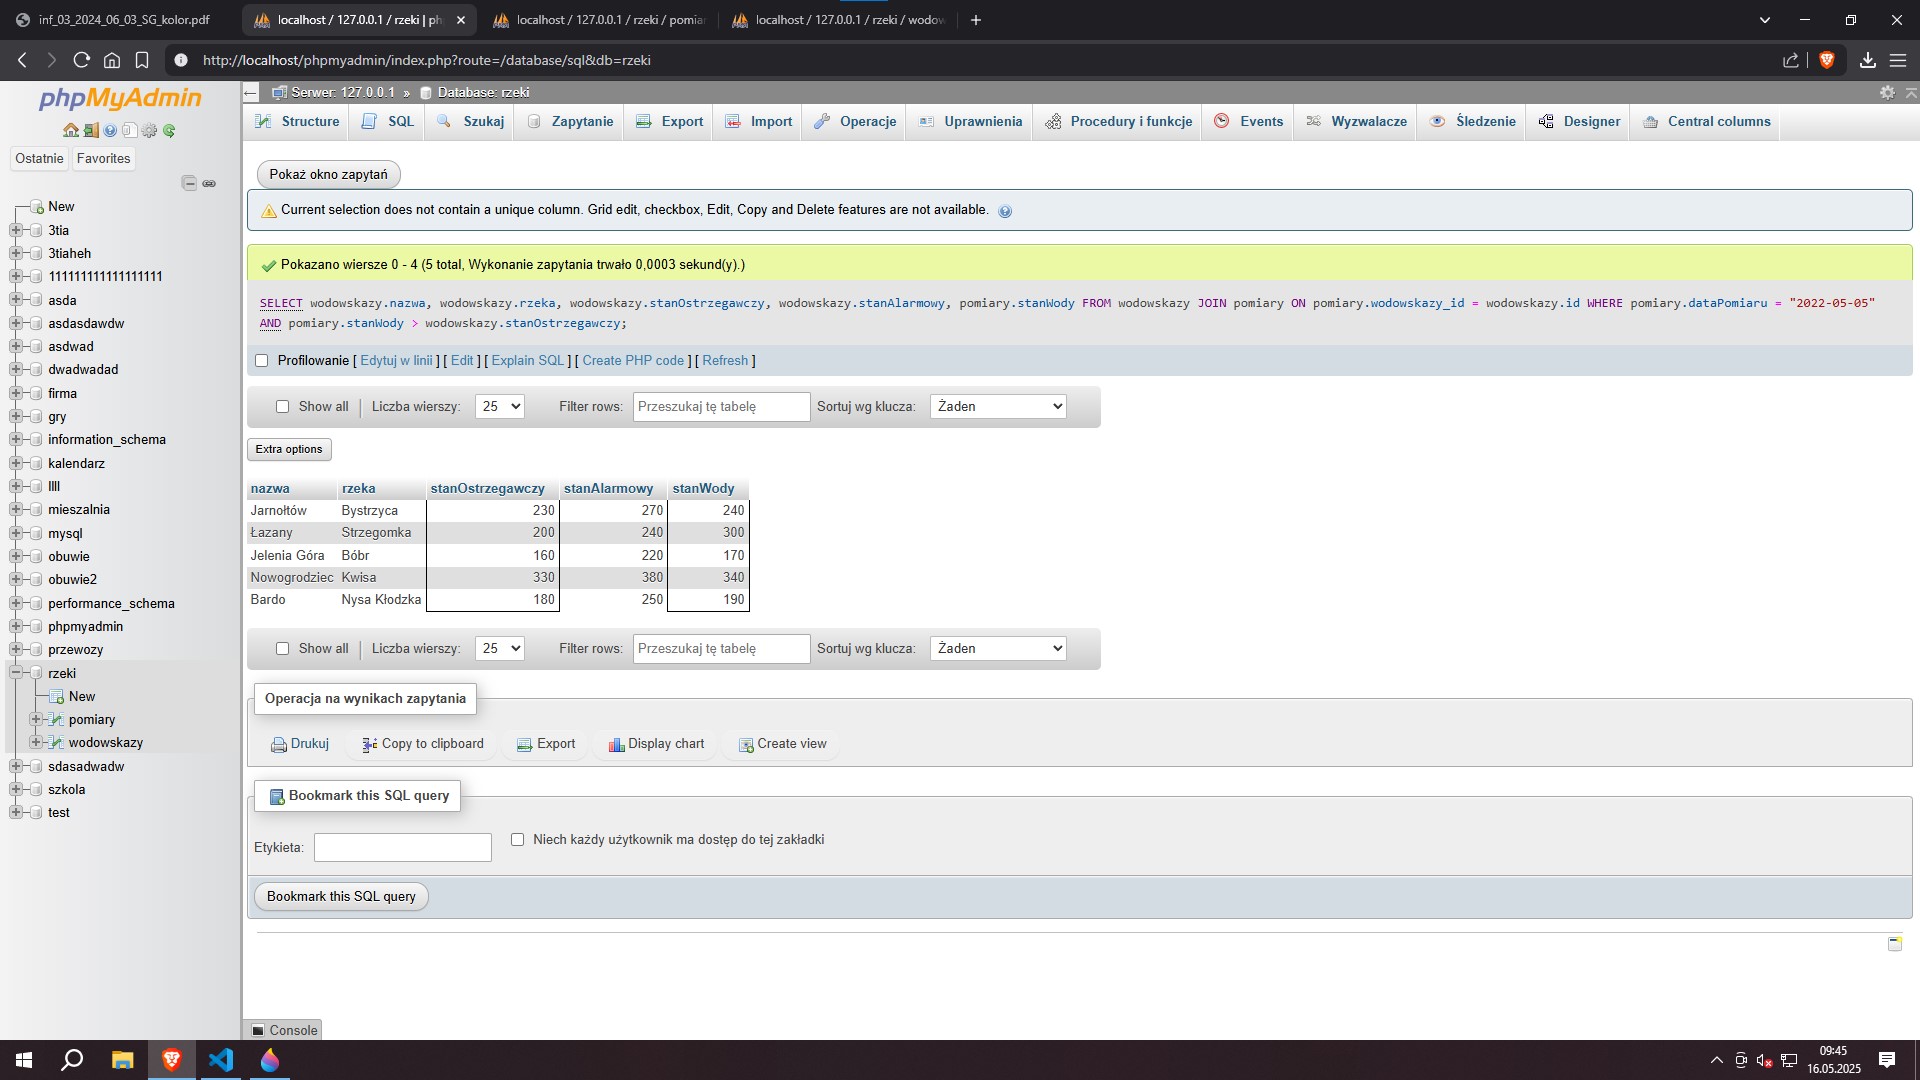 inf_03_2024_06_03_SG_kolor.pdf
localhost / 127.0.0.1 / rzeki | ph
localhost / 127.0.0.1 / rzeki / pomiar
localhost / 127.0.0.1 / rzeki / wodow
http://localhost/phpmyadmin/index.php?route=/database/sql&db=rzeki
phpMyAdmin
Ostatnie
Favorites
New
3tia
3tiaheh
111111111111111111
asda
asdasdawdw
asdwad
dwadwadad
firma
gry
information_schema
kalendarz
llll
mieszalnia
mysql
obuwie
obuwie2
performance_schema
phpmyadmin
przewozy
rzeki
New
pomiary
wodowskazy
sdasadwadw
szkola
test
Serwer: 127.0.0.1 » Database: rzeki
Structure
SQL
Szukaj
Zapytanie
Export
Import
Operacje
Uprawnienia
Procedury i funkcje
Events
Wyzwalacze
Śledzenie
Designer
Central columns
Pokaż okno zapytań
Current selection does not contain a unique column. Grid edit, checkbox, Edit, Copy and Delete features are not available.
Pokazano wiersze 0 - 4 (5 total, Wykonanie zapytania trwało 0,0003 sekund(y).)
SELECT wodowskazy.nazwa, wodowskazy.rzeka, wodowskazy.stanOstrzegawczy, wodowskazy.stanAlarmowy, pomiary.stanWody FROM wodowskazy JOIN pomiary ON pomiary.wodowskazy_id = wodowskazy.id WHERE pomiary.dataPomiaru = "2022-05-05"
AND pomiary.stanWody > wodowskazy.stanOstrzegawczy;
Profilowanie [ Edytuj w linii ] [ Edit ] [ Explain SQL ] [ Create PHP code ] [ Refresh ]
Show all | Liczba wierszy: 25 Filter rows: Przeszukaj tę tabelę Sortuj wg klucza: Żaden
Extra options
nazwa rzeka stanOstrzegawczy stanAlarmowy stanWody
Jarnołtów Bystrzyca 230 270 240
Łazany Strzegomka 200 240 300
Jelenia Góra Bóbr 160 220 170
Nowogrodziec Kwisa 330 380 340
Bardo Nysa Kłodzka 180 250 190
Show all | Liczba wierszy: 25 Filter rows: Przeszukaj tę tabelę Sortuj wg klucza: Żaden
Operacja na wynikach zapytania
Drukuj
Copy to clipboard
Export
Display chart
Create view
Bookmark this SQL query
Etykieta:
Niech każdy użytkownik ma dostęp do tej zakładki
Bookmark this SQL query
Console
09:45
16.05.2025